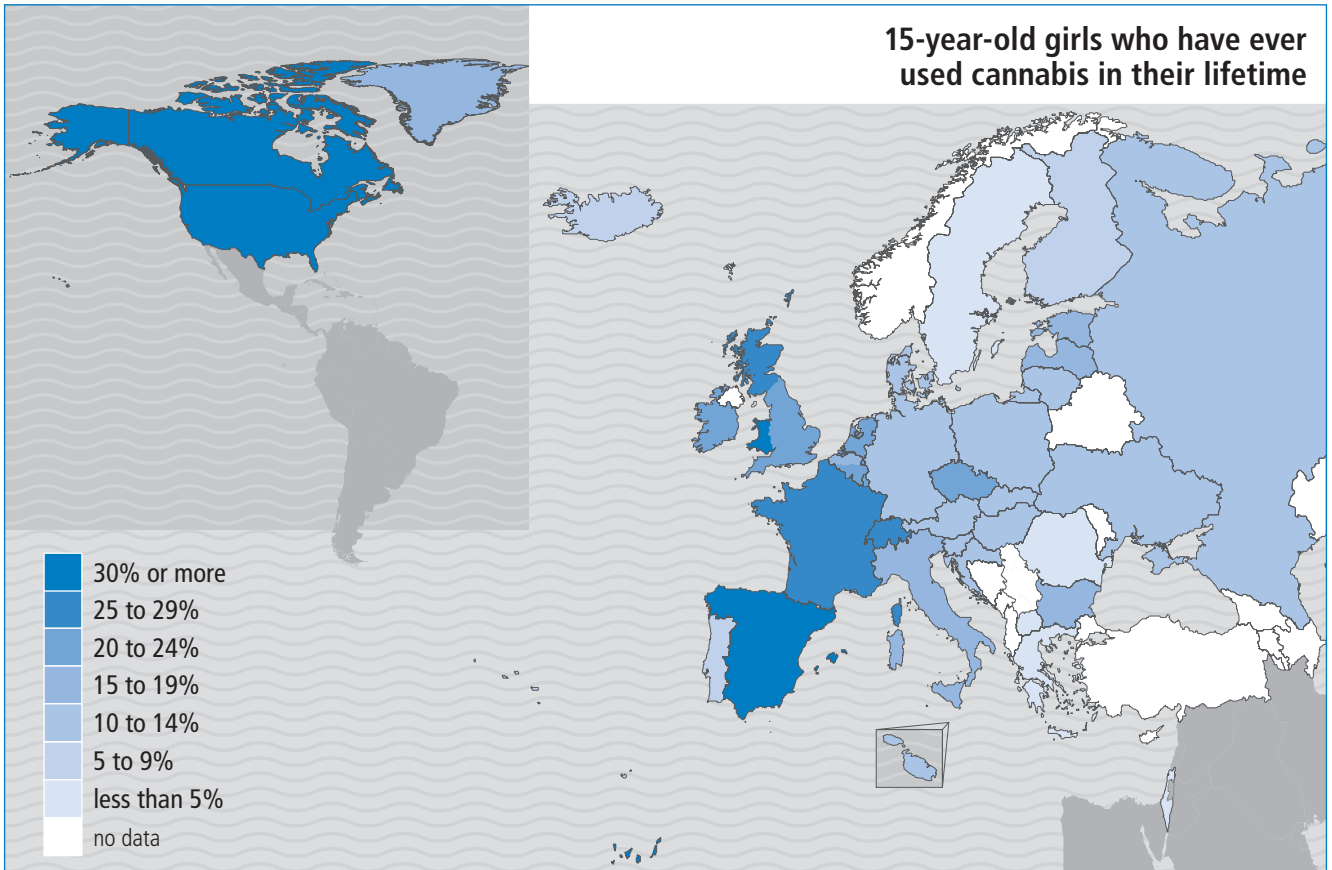 15-year-old girls who have ever
used cannabis in their lifetime
30% or more
25 to 29%
20 to 24%
15 to 19%
10 to 14%
5 to 9%
less than 5%
no data